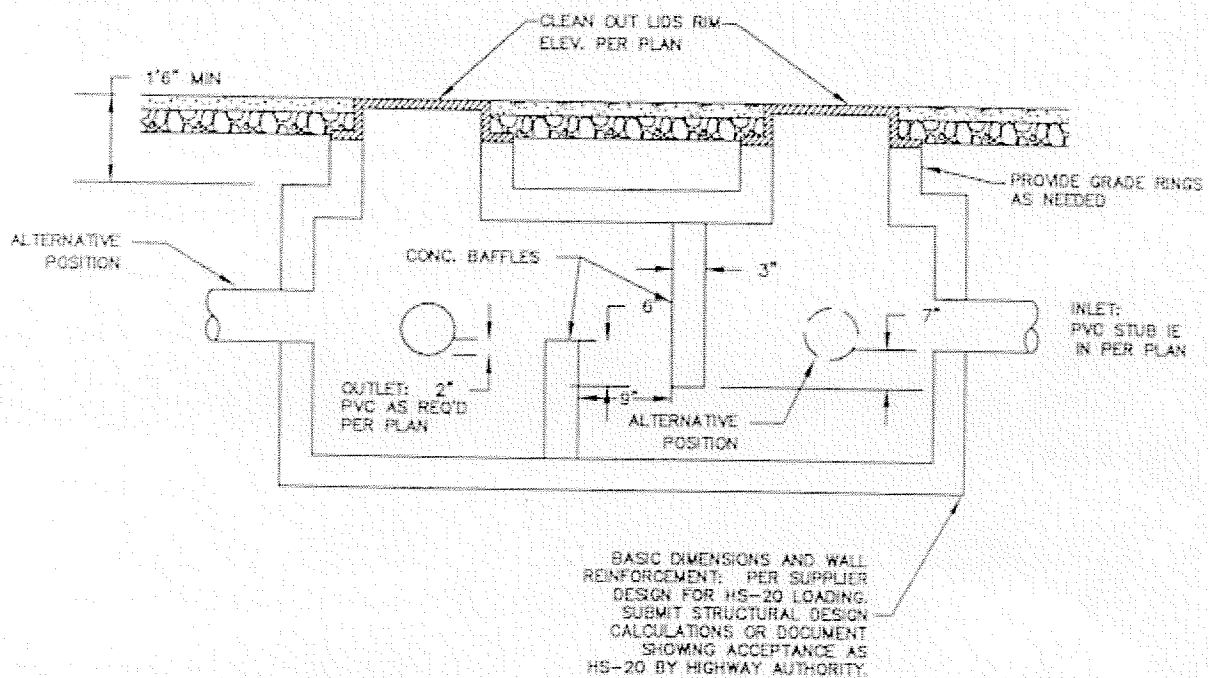 CLEAN OUT LIDS RIM
ELEV. PER PLAN
1'6" MIN
PROVIDE GRADE RINGS
AS NEEDED
ALTERNATIVE
POSITION
CONC. BAFFLES
3"
6"
7"
INLET:
PVC STUB IE
IN PER PLAN
OUTLET: 2"
PVC AS REQ'D
PER PLAN
9"
ALTERNATIVE
POSITION
BASIC DIMENSIONS AND WALL
REINFORCEMENT: PER SUPPLIER
DESIGN FOR HS-20 LOADING.
SUBMIT STRUCTURAL DESIGN
CALCULATIONS OR DOCUMENT
SHOWING ACCEPTANCE AS
HS-20 BY HIGHWAY AUTHORITY.